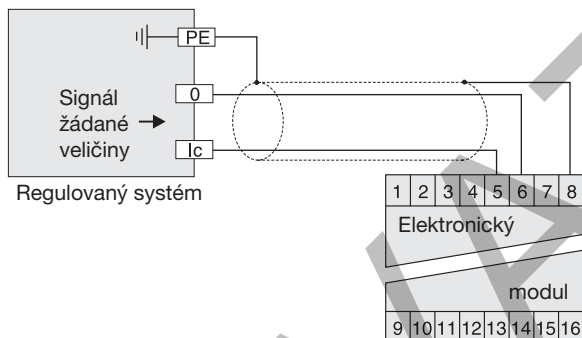 PE
0
Signál
žádané
veličiny
Ic
Regulovaný systém
1 2 3 4 5 6 7 8
Elektronický
modul
9 10 11 12 13 14 15 16